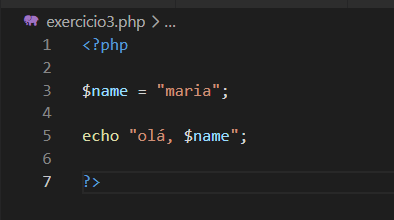 exercicio3.php > ...
1 <?php
2
3 $name = "maria";
4
5 echo "olá, $name";
6
7 ?>